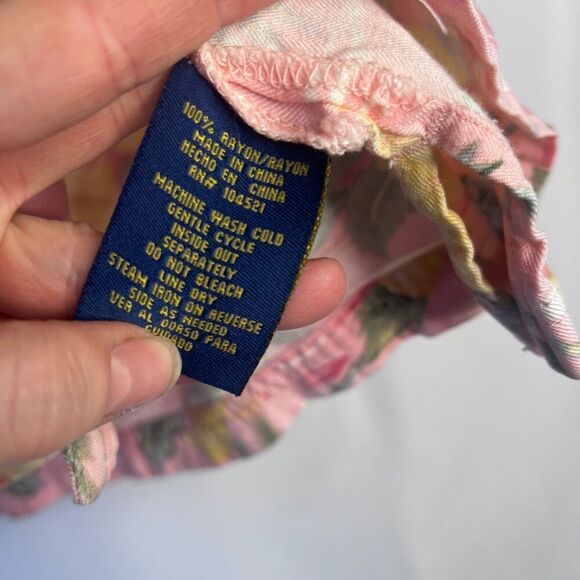 100% RAYON/RAYON
MADE IN CHINA
HECHO EN CHINA
RN# 104521
MACHINE WASH COLD
GENTLE CYCLE
INSIDE OUT
SEPARATELY
DO NOT BLEACH
LINE DRY
STEAM IRON ON REVERSE
SIDE AS NEEDED
VER AL DORSO PARA
CUIDADO